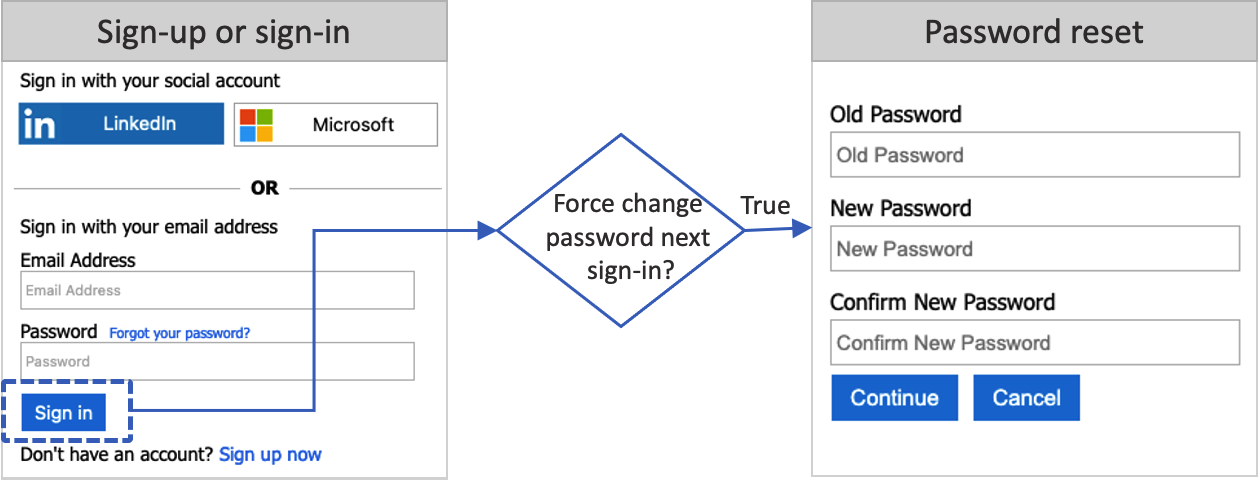 Sign-up or sign-in
Sign in with your social account
in LinkedIn
Microsoft
OR
Sign in with your email address
Email Address
Email Address
Password Forgot your password?
Password
Sign in
Don't have an account? Sign up now
Force change
password next
sign-in?
True
Password reset
Old Password
Old Password
New Password
New Password
Confirm New Password
Confirm New Password
Continue
Cancel